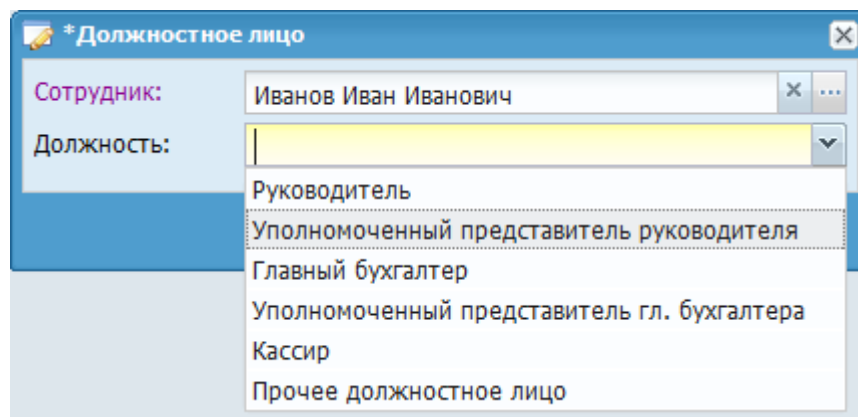 *Должностное лицо
Сотрудник: Иванов Иван Иванович
Должность:
Руководитель
Уполномоченный представитель руководителя
Главный бухгалтер
Уполномоченный представитель гл. бухгалтера
Кассир
Прочее должностное лицо